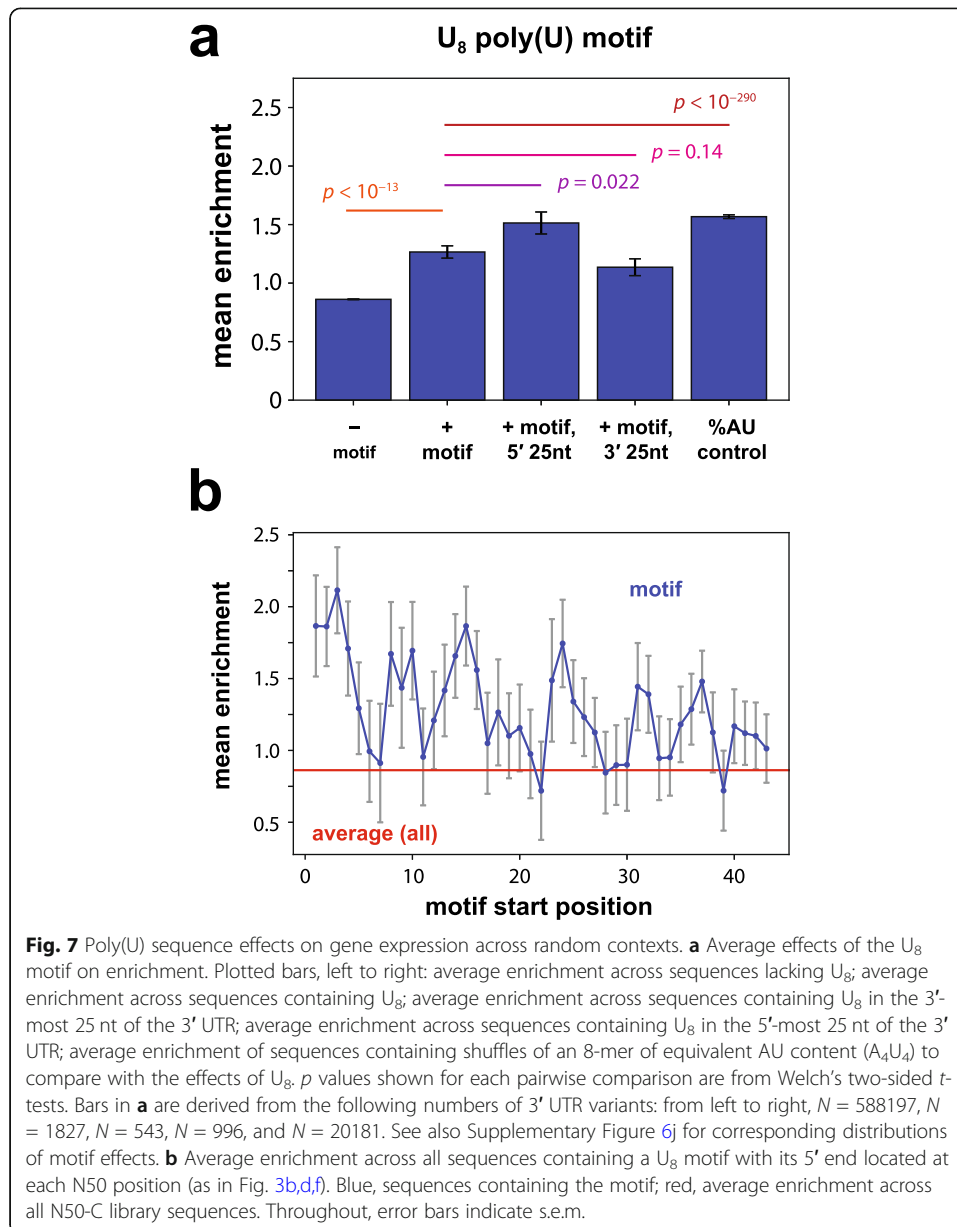 a
U₈ poly(U) motif
mean enrichment
2.5
2.0
1.5
1.0
0.5
0
p < 10⁻²⁹⁰
p = 0.14
p = 0.022
p < 10⁻¹³
– motif
+ motif
+ motif, 5′ 25nt
+ motif, 3′ 25nt
%AU control
b
mean enrichment
2.5
2.0
1.5
1.0
0.5
motif
average (all)
0 10 20 30 40
motif start position
Fig. 7 Poly(U) sequence effects on gene expression across random contexts. a Average effects of the U₈
motif on enrichment. Plotted bars, left to right: average enrichment across sequences lacking U₈; average
enrichment across sequences containing U₈; average enrichment across sequences containing U₈ in the 3′-
most 25 nt of the 3′ UTR; average enrichment across sequences containing U₈ in the 5′-most 25 nt of the 3′
UTR; average enrichment of sequences containing shuffles of an 8-mer of equivalent AU content (A₄U₄) to
compare with the effects of U₈. p values shown for each pairwise comparison are from Welch's two-sided t-
tests. Bars in a are derived from the following numbers of 3′ UTR variants: from left to right, N = 588197, N
= 1827, N = 543, N = 996, and N = 20181. See also Supplementary Figure 6j for corresponding distributions
of motif effects. b Average enrichment across all sequences containing a U₈ motif with its 5′ end located at
each N50 position (as in Fig. 3b,d,f). Blue, sequences containing the motif; red, average enrichment across
all N50-C library sequences. Throughout, error bars indicate s.e.m.